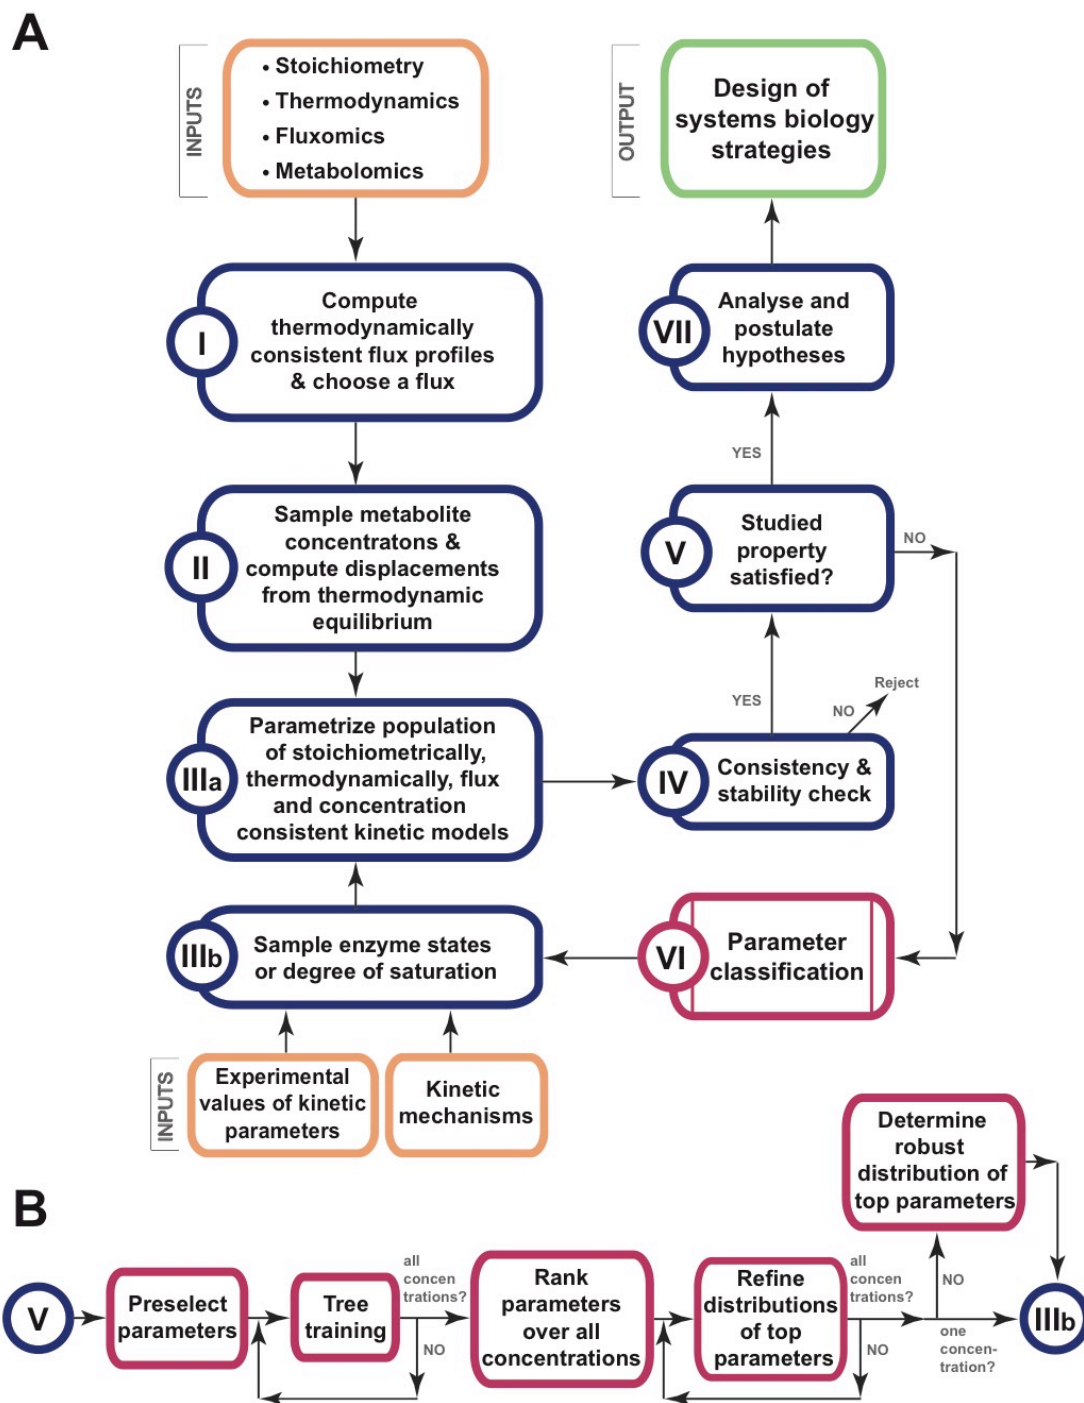 A
INPUTS
• Stoichiometry
• Thermodynamics
• Fluxomics
• Metabolomics
OUTPUT
Design of
systems biology
strategies
I
Compute
thermodynamically
consistent flux profiles
& choose a flux
VII
Analyse and
postulate
hypotheses
YES
II
Sample metabolite
concentratons &
compute displacements
from thermodynamic
equilibrium
V
Studied
property
satisfied?
NO
YES
NO
Reject
IIIa
Parametrize population
of stoichiometrically,
thermodynamically, flux
and concentration
consistent kinetic models
IV
Consistency &
stability check
IIIb
Sample enzyme states
or degree of saturation
VI
Parameter
classification
INPUTS
Experimental
values of kinetic
parameters
Kinetic
mechanisms
B
V
Preselect
parameters
Tree
training
all
concen
trations?
NO
Rank
parameters
over all
concentrations
Refine
distributions
of top
parameters
all
concen
trations?
NO
Determine
robust
distribution of
top parameters
NO
one
concen-
tration?
IIIb